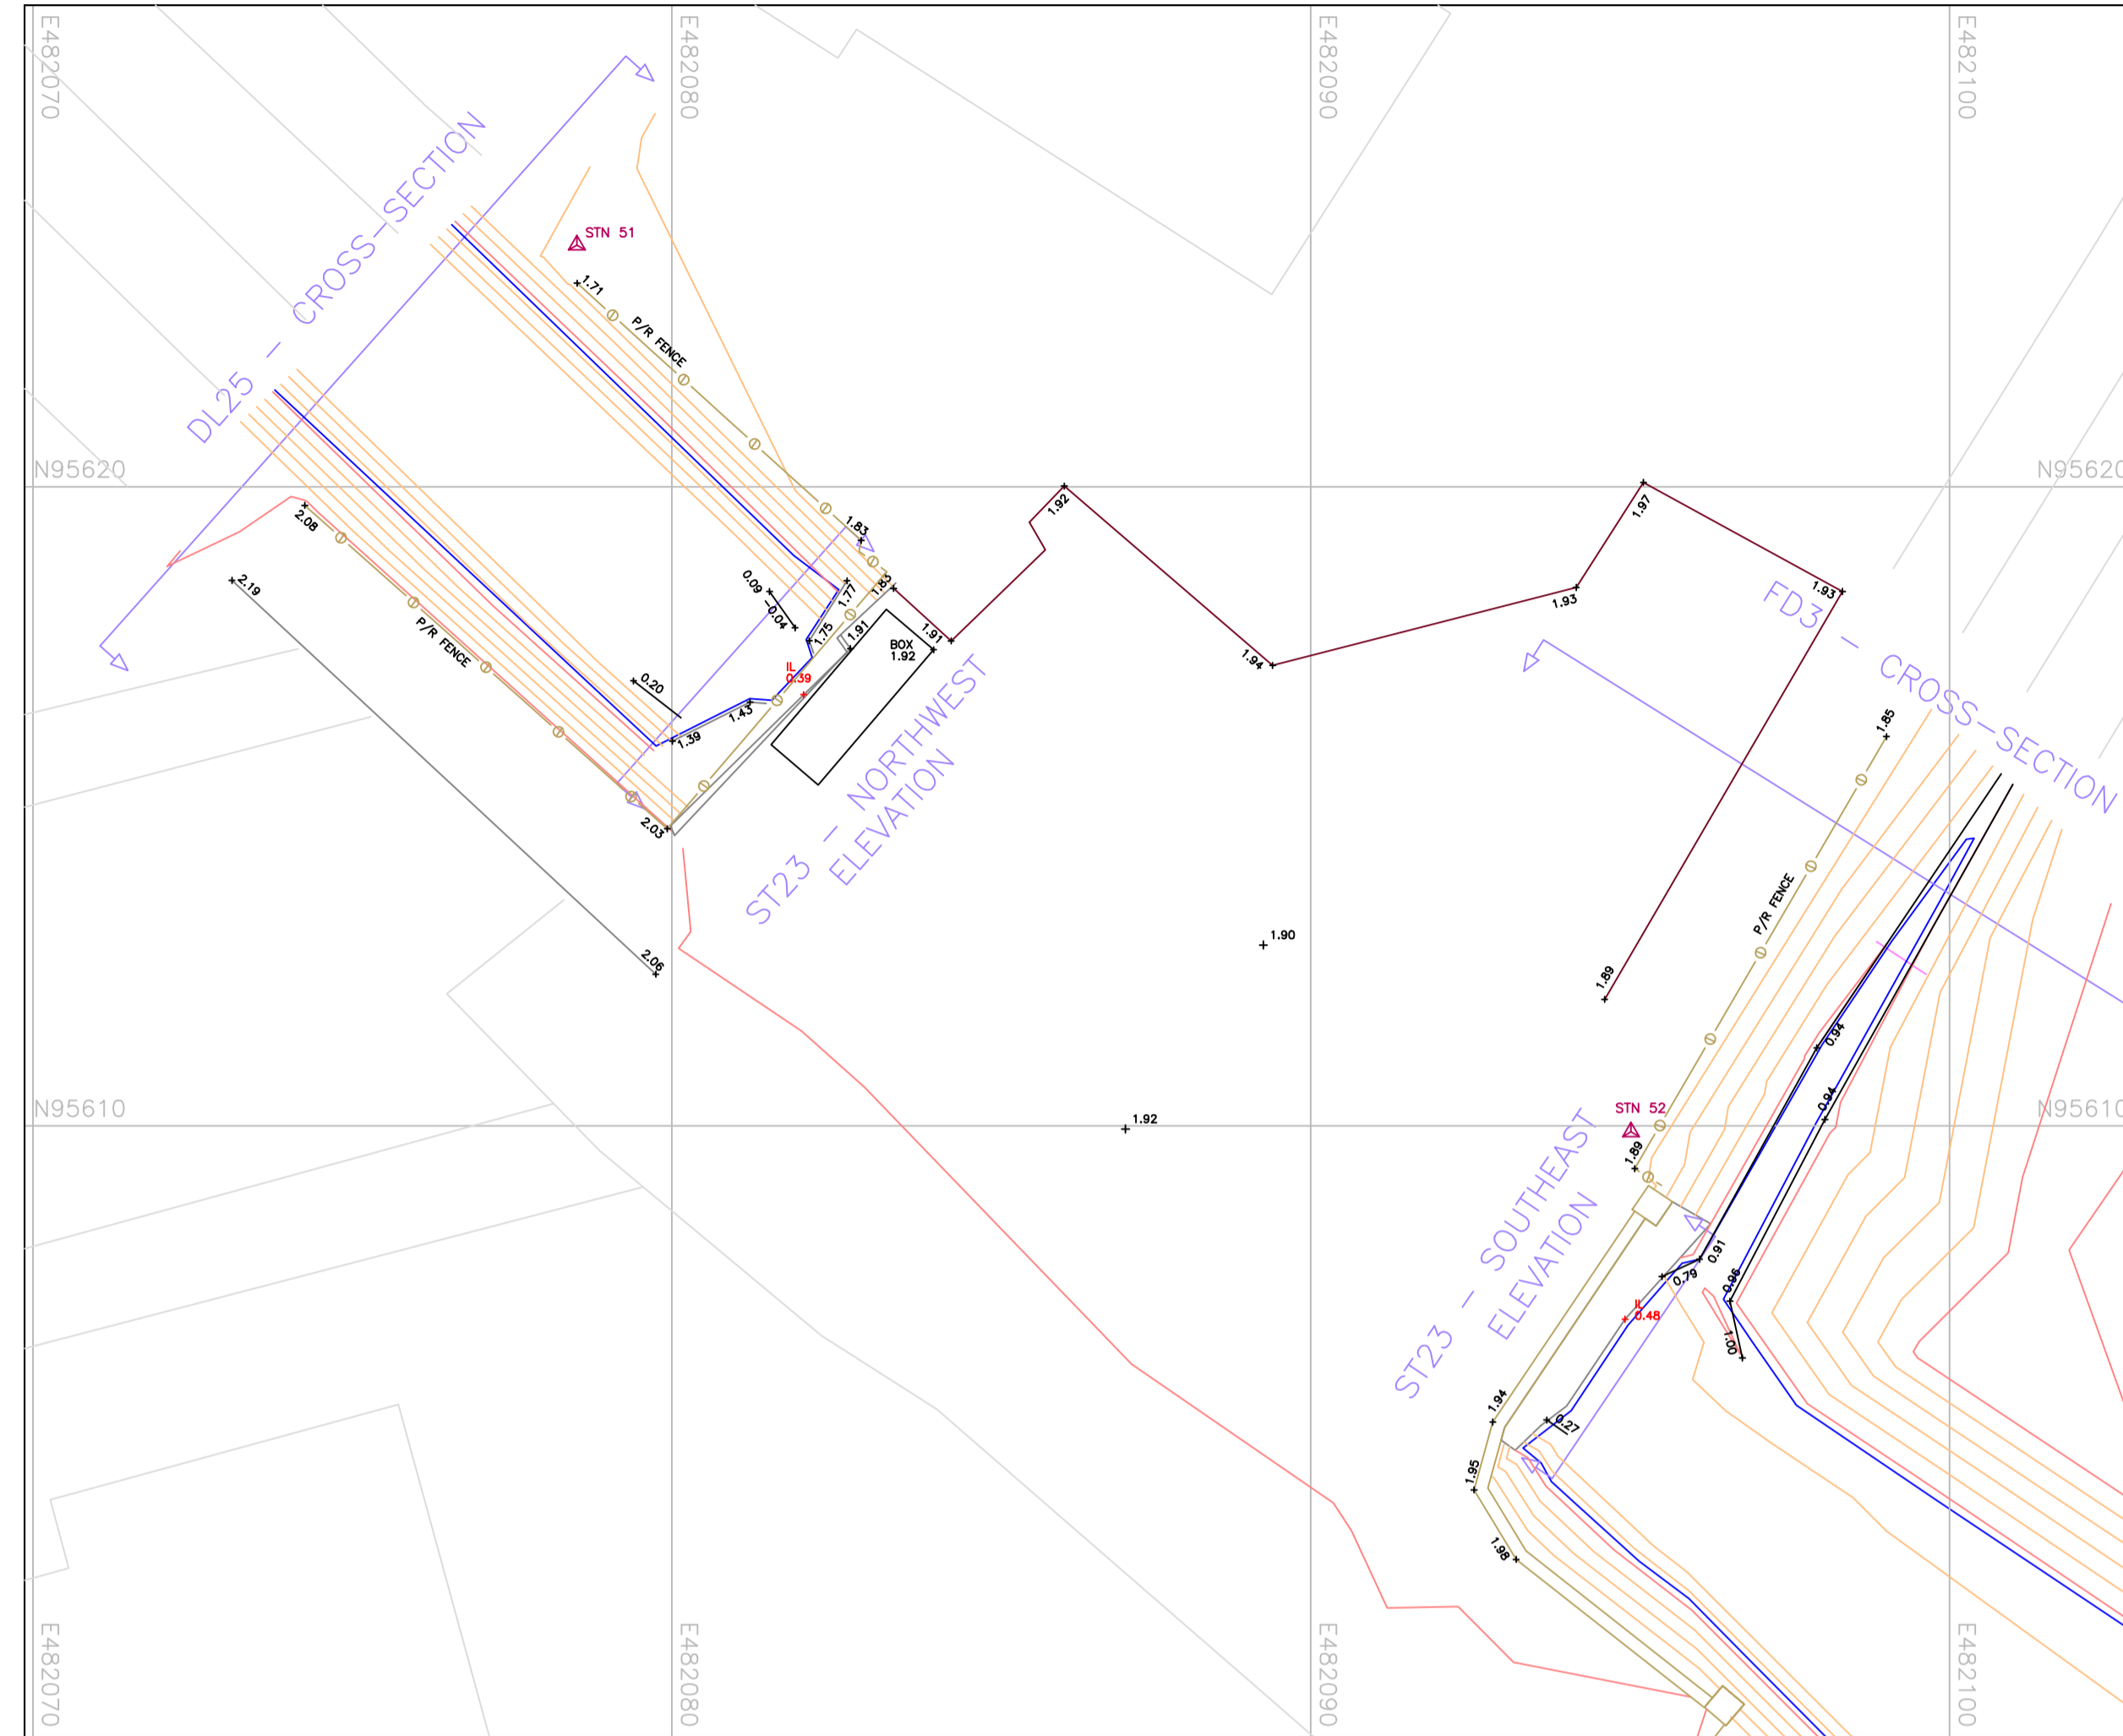 E482070
E482080
E482090
E482100
DL25 – CROSS–SECTION
STN 51
1.71
P/R FENCE
N95620
N95620
2.08
1.83
1.92
1.97
2.19
0.09
-0.04
1.77
1.83
1.93
1.93
P/R FENCE
1.75
1.91
1.91
BOX
1.92
1.94
FD3 – CROSS–SECTION
IL
0.39
0.20
1.43
1.39
1.85
2.03
ST23 – NORTHWEST
ELEVATION
P/R FENCE
2.06
1.90
1.89
0.94
N95610
1.92
STN 52
0.94
N95610
1.89
ST23 – SOUTHEAST
ELEVATION
0.91
0.79
0.96
IL
0.48
1.00
1.94
0.27
1.95
1.98
E482070
E482080
E482090
E482100